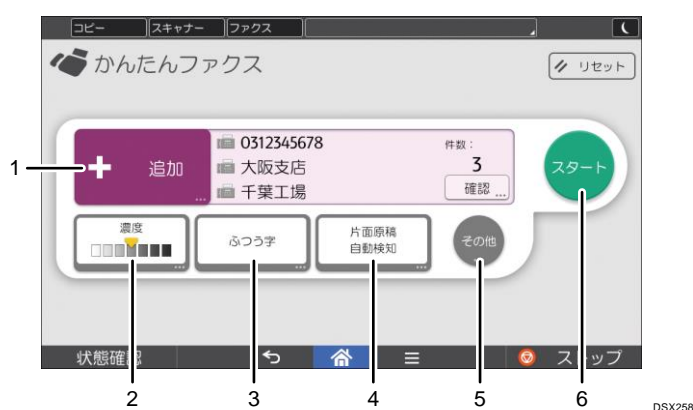 コピー
スキャナー
ファクス
かんたんファクス
リセット
追加
0312345678
大阪支店
千葉工場
件数：
3
確認 ...
スタート
濃度
ふつう字
片面原稿
自動検知
その他
状態確認
ストップ
1
2
3
4
5
6
DSX258